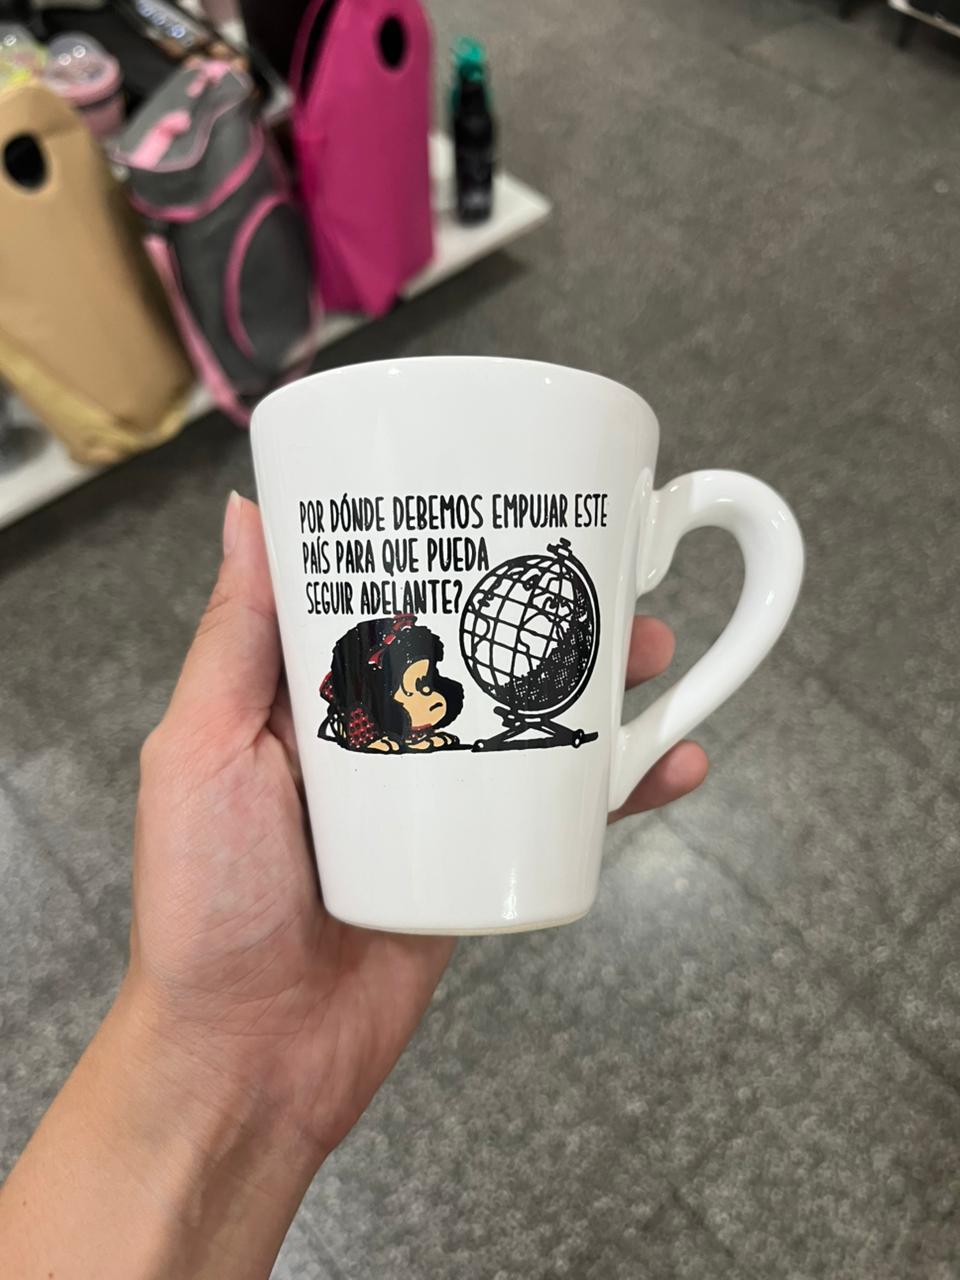 POR DÓNDE DEBEMOS EMPUJAR ESTE
PAÍS PARA QUE PUEDA
SEGUIR ADELANTE?